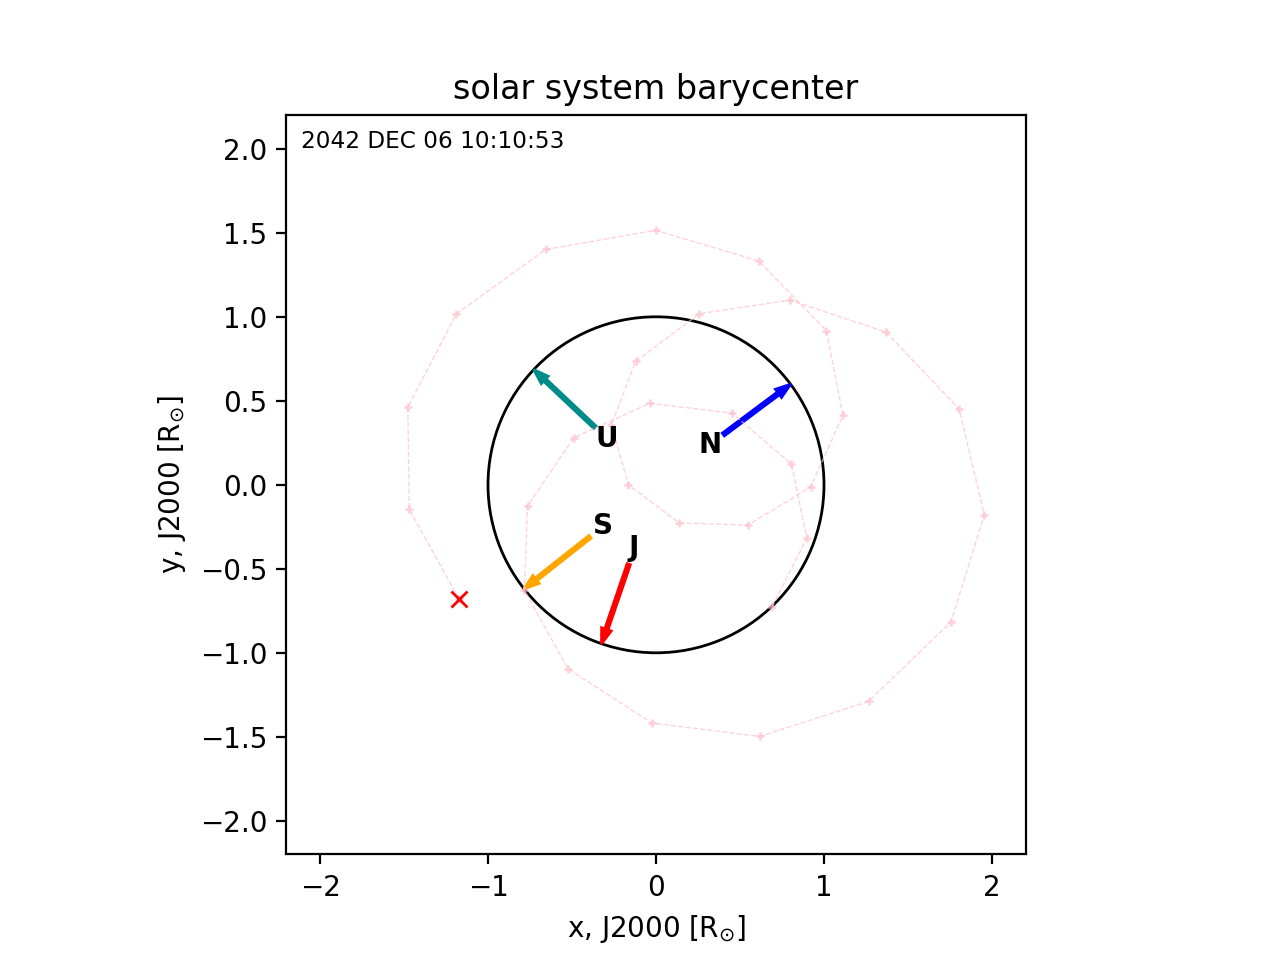 solar system barycenter
2042 DEC 06 10:10:53
2.0
1.5
1.0
0.5
0.0
−0.5
−1.0
−1.5
−2.0
y, J2000 [R☉]
U
N
S
J
−2
−1
0
1
2
x, J2000 [R☉]